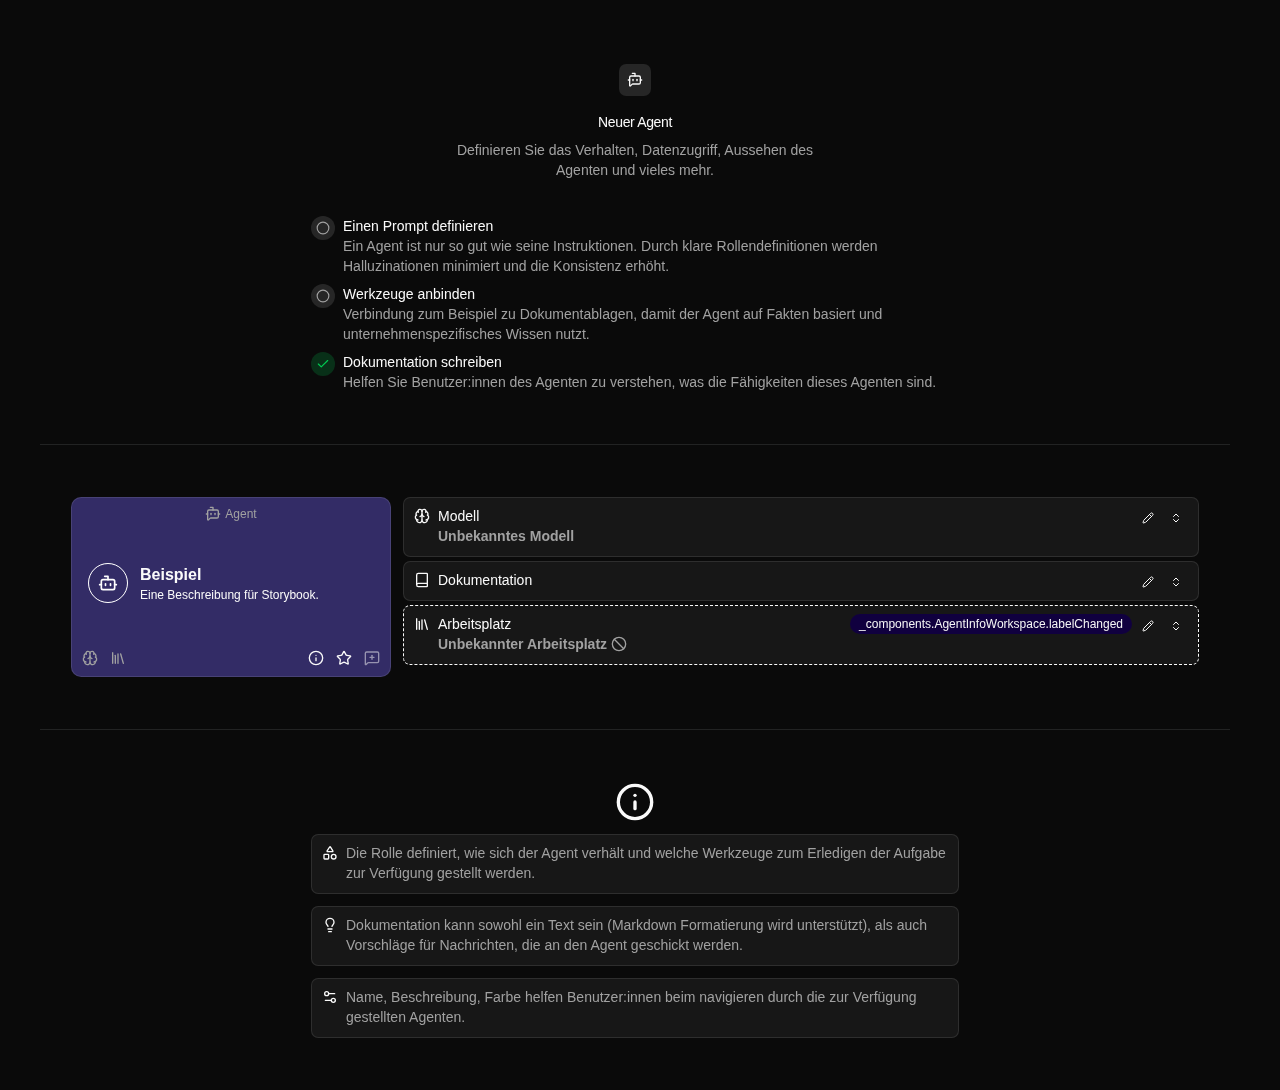 Neuer Agent
Definieren Sie das Verhalten, Datenzugriff, Aussehen des
Agenten und vieles mehr.
Einen Prompt definieren
Ein Agent ist nur so gut wie seine Instruktionen. Durch klare Rollendefinitionen werden
Halluzinationen minimiert und die Konsistenz erhöht.
Werkzeuge anbinden
Verbindung zum Beispiel zu Dokumentablagen, damit der Agent auf Fakten basiert und
unternehmenspezifisches Wissen nutzt.
Dokumentation schreiben
Helfen Sie Benutzer:innen des Agenten zu verstehen, was die Fähigkeiten dieses Agenten sind.
Agent
Beispiel
Eine Beschreibung für Storybook.
Modell
Unbekanntes Modell
Dokumentation
Arbeitsplatz
_components.AgentInfoWorkspace.labelChanged
Unbekannter Arbeitsplatz
Die Rolle definiert, wie sich der Agent verhält und welche Werkzeuge zum Erledigen der Aufgabe
zur Verfügung gestellt werden.
Dokumentation kann sowohl ein Text sein (Markdown Formatierung wird unterstützt), als auch
Vorschläge für Nachrichten, die an den Agent geschickt werden.
Name, Beschreibung, Farbe helfen Benutzer:innen beim navigieren durch die zur Verfügung
gestellten Agenten.